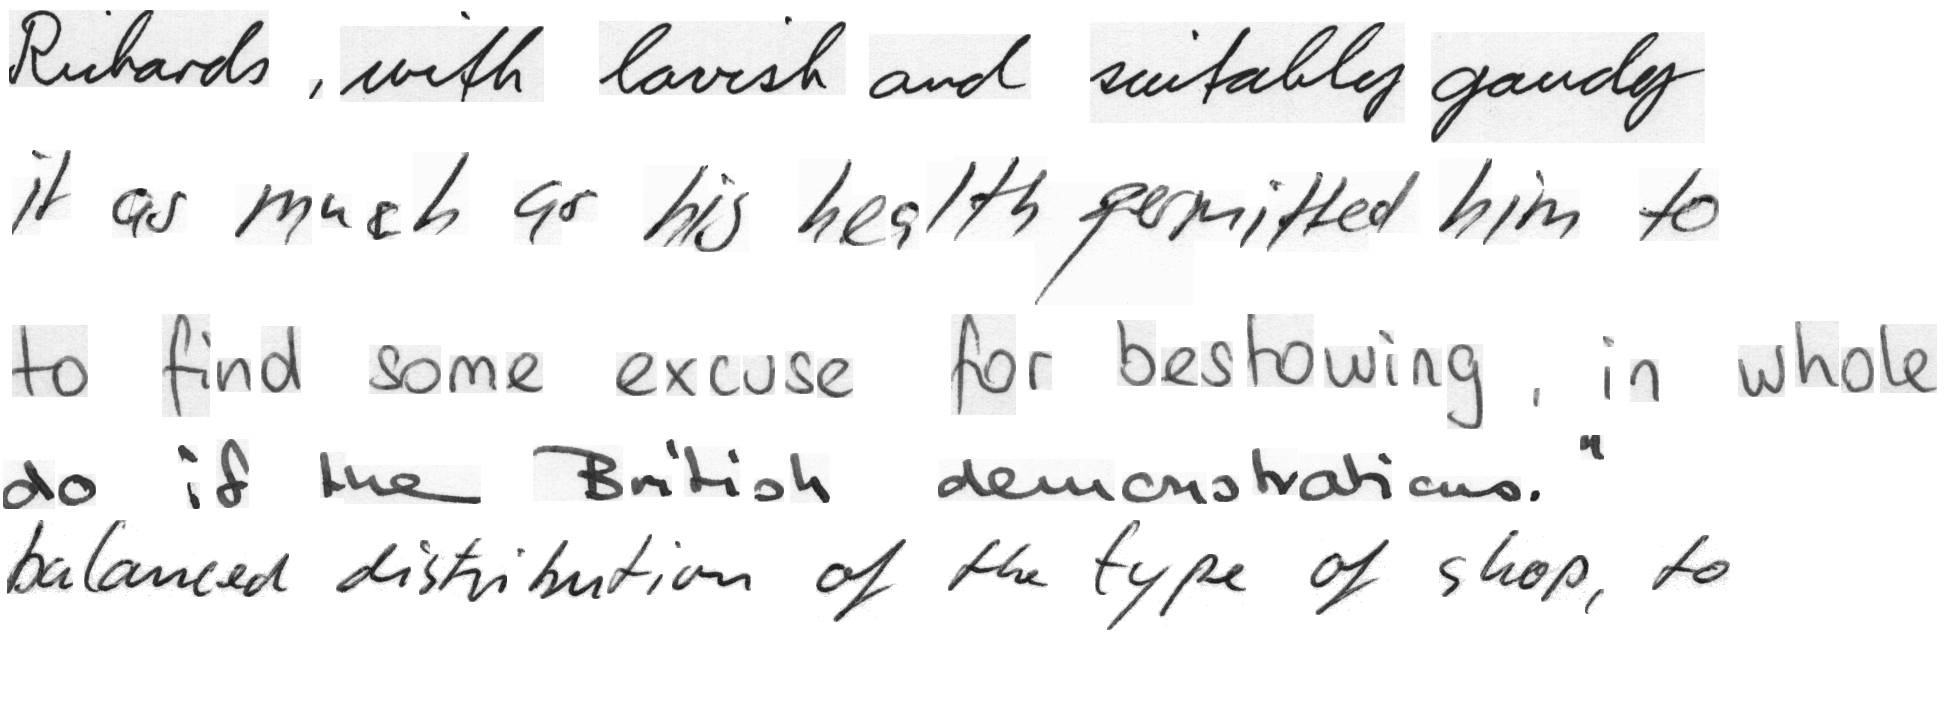 Richards , with lavish and suitably gaudy
it as much as his health permitted him to
to find some excuse for bestowing , in whole
do if the British demonstrations. "
balanced distribution of the type of shop, to